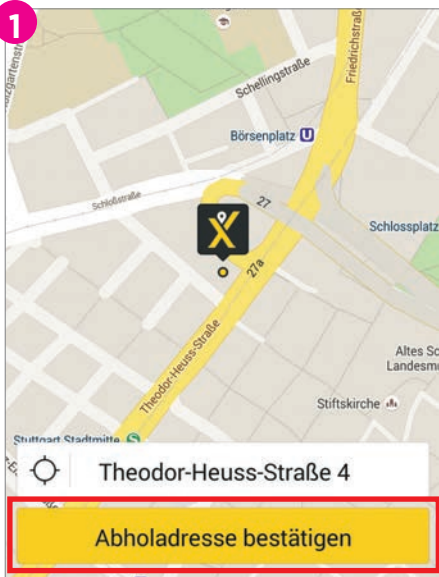 1
Friedrichstraß
Schellingstraße
Börsenplatz U
Schloßstraße
27
Schlossplatz
27a
Theodor-Heuss-Straße
Altes Sc
Landesm
Stiftskirche
Stuttgart Stadtmitte S
Theodor-Heuss-Straße 4
Abholadresse bestätigen